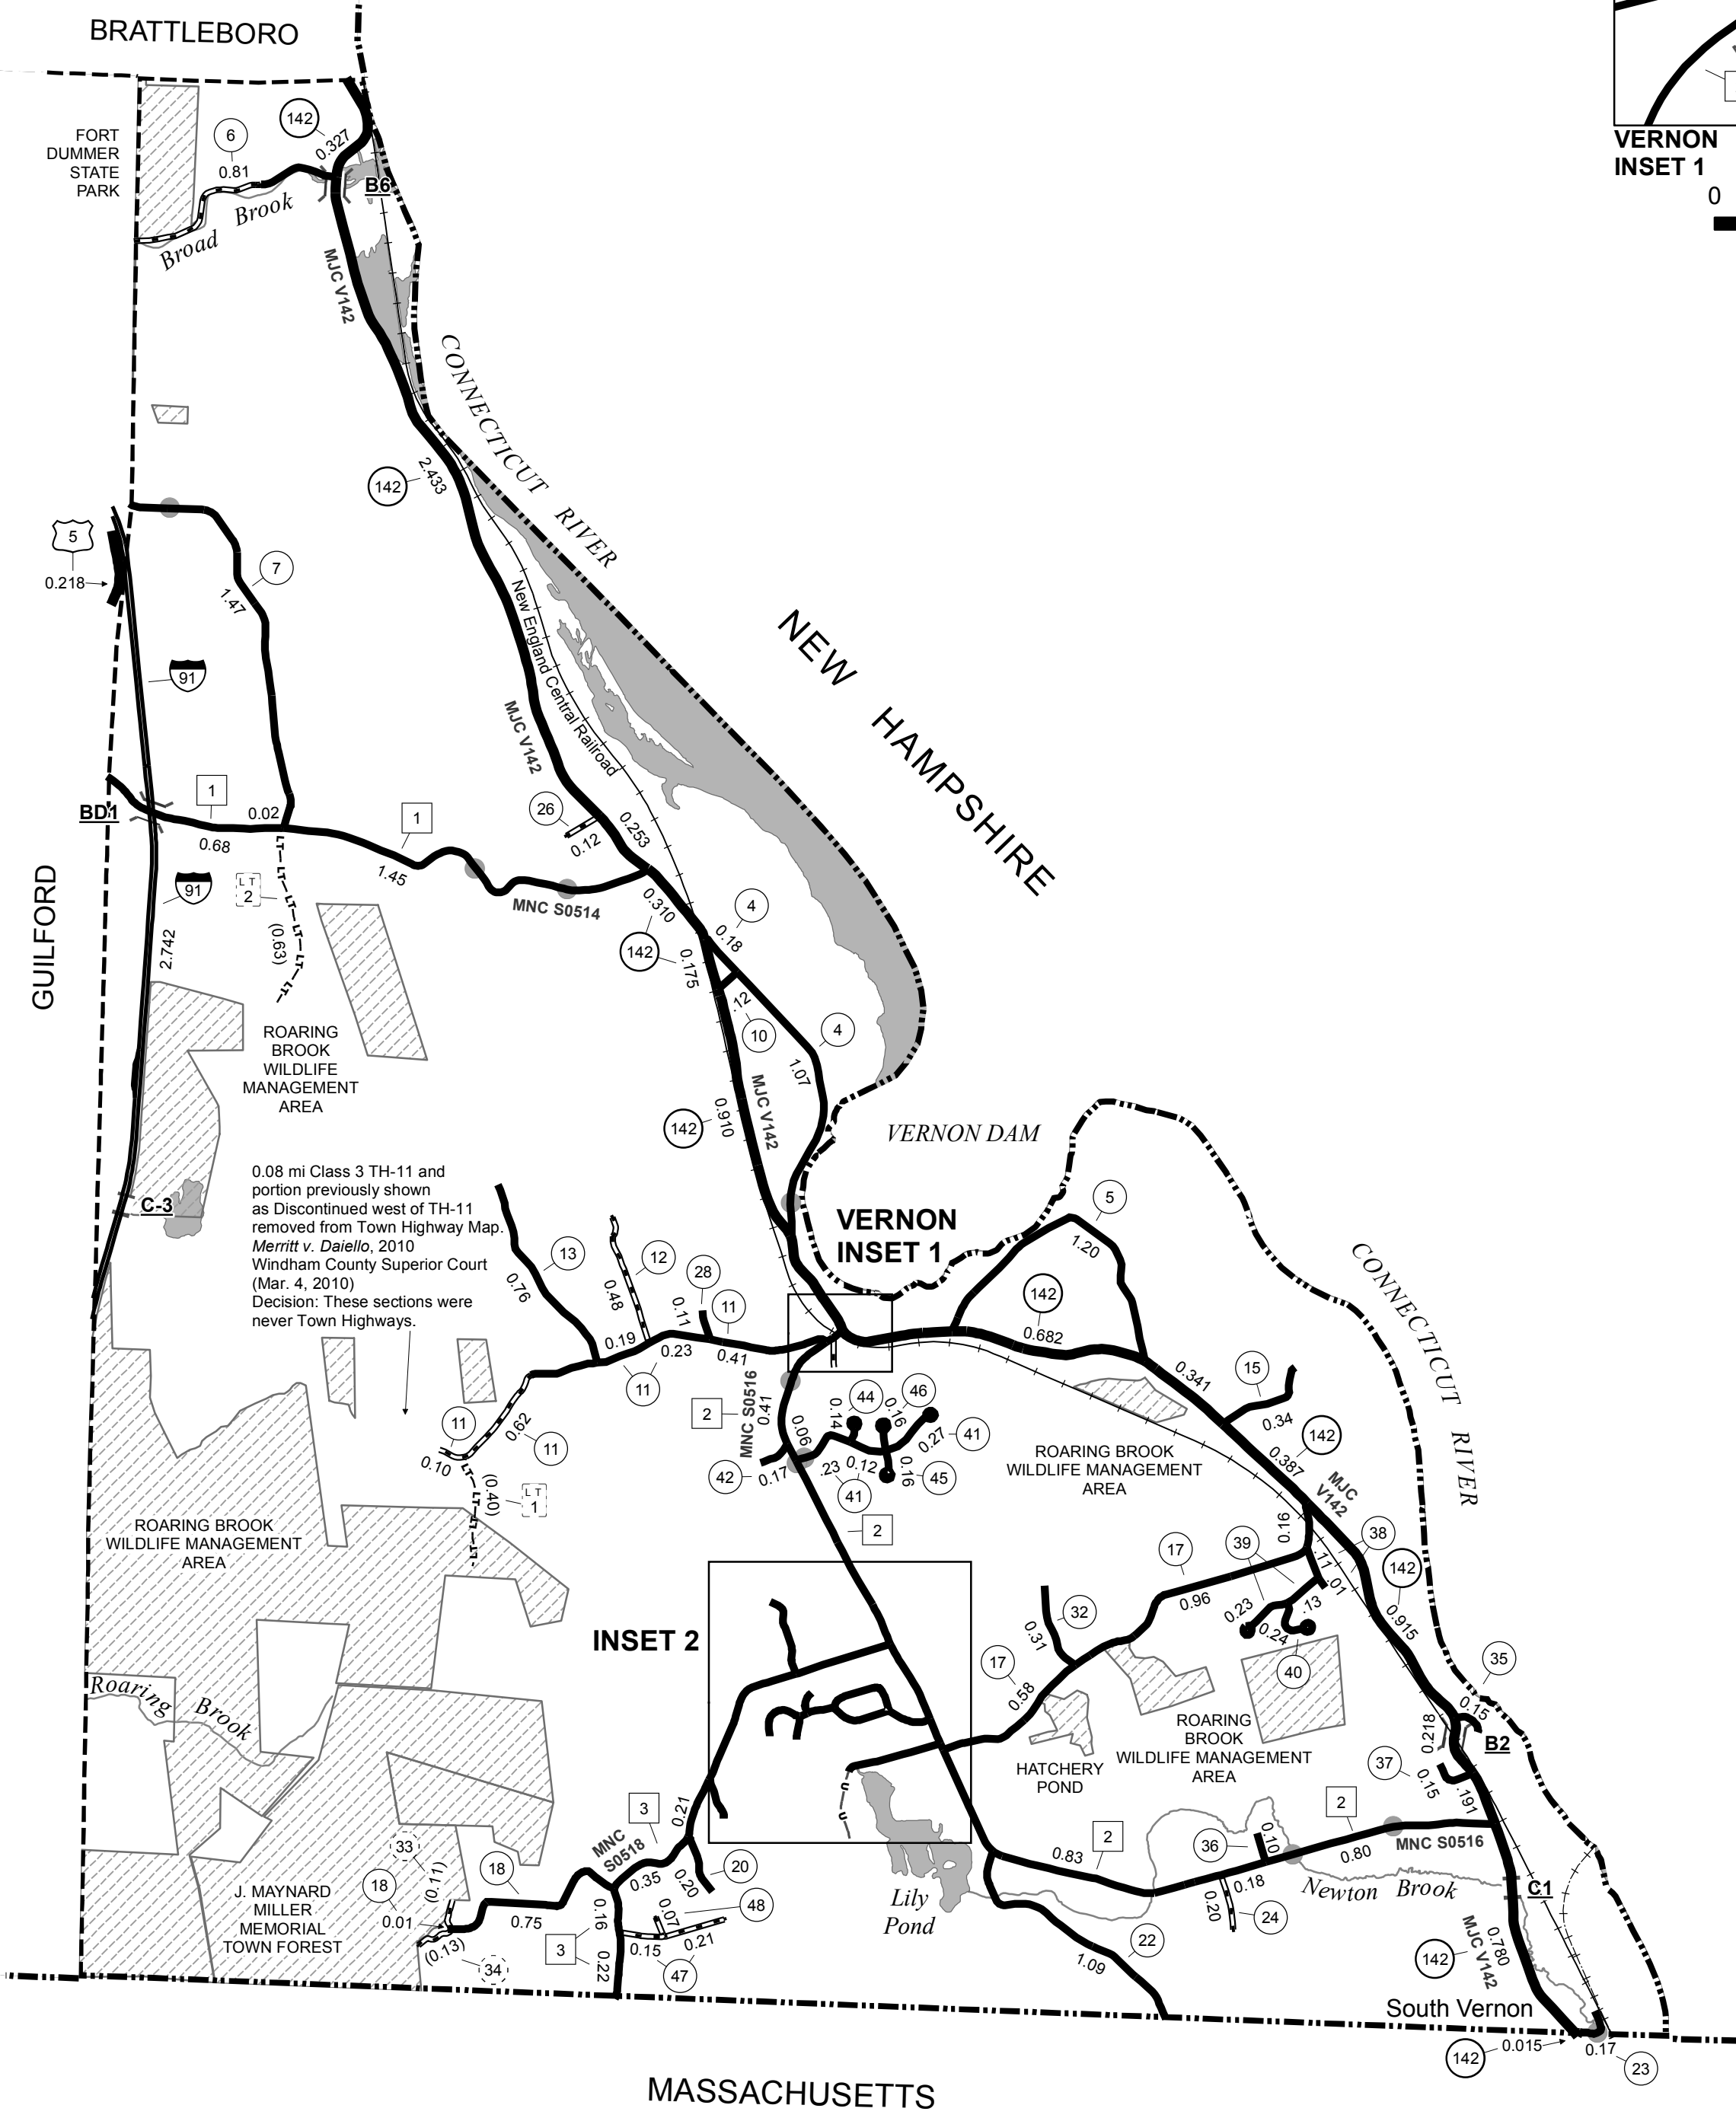 BRATTLEBORO
VERNON
INSET 1
0
FORT
DUMMER
STATE
PARK
6
0.81
142
0.327
B6
Broad Brook
MJC V142
CONNECTICUT RIVER
142
2.433
5
0.218
7
1.47
91
New England Central Railroad
NEW HAMPSHIRE
MJC V142
BD1
1
0.02
0.68
1
1.45
26
0.12
0.253
MNC S0514
91
2.742
LT
2
LT
LT
LT
LT
(0.63)
GUILFORD
0.310
142
4
0.18
0.175
.12
10
4
1.07
ROARING
BROOK
WILDLIFE
MANAGEMENT
AREA
MJC V142
142
0.910
VERNON DAM
C-3
0.08 mi Class 3 TH-11 and
portion previously shown
as Discontinued west of TH-11
removed from Town Highway Map.
Merritt v. Daiello, 2010
Windham County Superior Court
(Mar. 4, 2010)
Decision: These sections were
never Town Highways.
VERNON
INSET 1
5
1.20
CONNECTICUT RIVER
13
0.76
12
0.48
28
0.11
11
0.19
0.23
0.41
11
142
0.682
0.341
15
0.34
11
0.62
11
0.10
2
MNC S0516
0.41
0.06
44
0.14
46
0.16
0.27
41
42
0.17
.23
0.12
41
0.16
45
142
0.387
ROARING BROOK
WILDLIFE MANAGEMENT
AREA
MJC
V142
LT
LT
LT
(0.40)
LT
1
ROARING BROOK
WILDLIFE MANAGEMENT
AREA
2
0.16
38
142
0.915
39
.11
.01
17
0.96
0.23
.13
0.24
40
32
0.31
INSET 2
17
0.58
35
0.15
0.218
B2
Roaring Brook
ROARING
BROOK
WILDLIFE MANAGEMENT
AREA
HATCHERY
POND
37
0.15
.191
2
MNC S0516
3
0.21
MNC
S0518
2
0.83
36
0.10
0.80
33
(0.11)
18
18
0.01
0.75
0.35
0.20
20
0.18
0.20
24
Newton Brook
C1
J. MAYNARD
MILLER
MEMORIAL
TOWN FOREST
(0.13)
34
0.16
3
0.22
0.07
48
0.15
0.21
47
Lily
Pond
22
1.09
142
0.780
MJC V142
South Vernon
142
0.015
0.17
23
MASSACHUSETTS